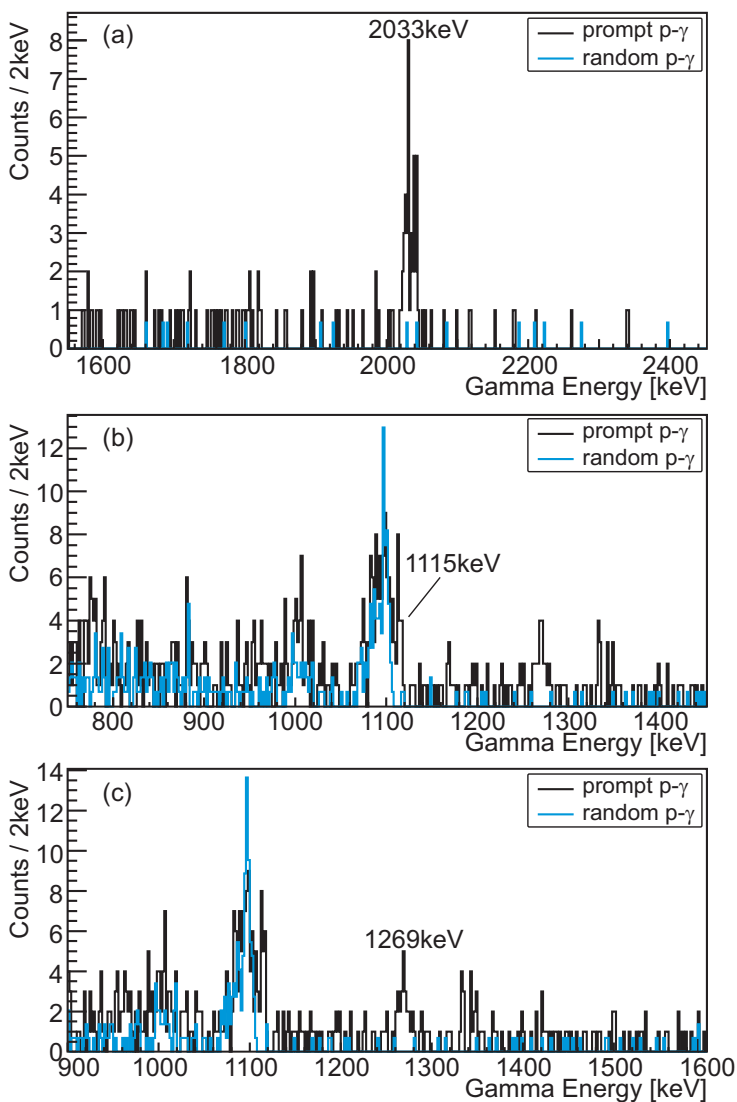 (a)
2033keV
prompt p-γ
random p-γ
Counts / 2keV
8
7
6
5
4
3
2
1
0
1600 1800 2000 2200 2400
Gamma Energy [keV]
(b)
prompt p-γ
random p-γ
1115keV
Counts / 2keV
12
10
8
6
4
2
0
800 900 1000 1100 1200 1300 1400
Gamma Energy [keV]
(c)
prompt p-γ
random p-γ
1269keV
Counts / 2keV
14
12
10
8
6
4
2
0
900 1000 1100 1200 1300 1400 1500 1600
Gamma Energy [keV]